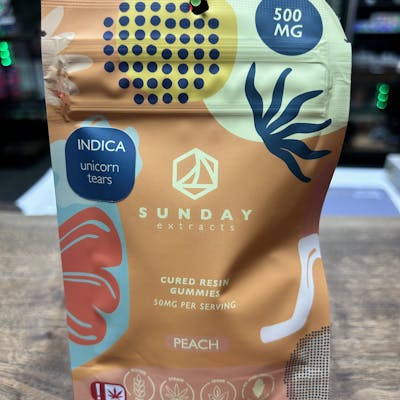 500
MG
INDICA
unicorn
tears
SUNDAY
extracts
CURED RESIN
GUMMIES
50MG PER SERVING
PEACH